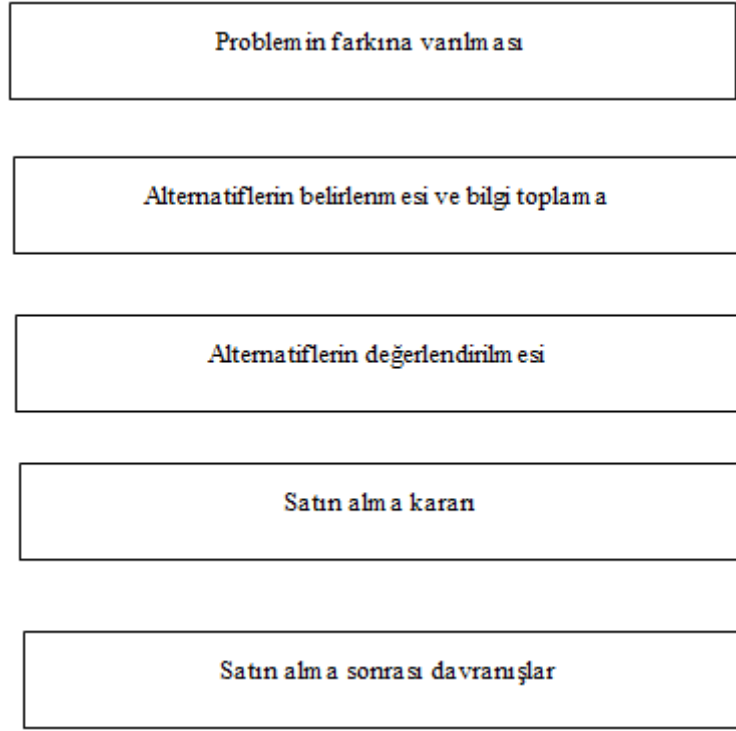 Problemin farkına varılması
Alternatiflerin belirlenmesi ve bilgi toplama
Alternatiflerin değerlendirilmesi
Satın alma kararı
Satın alma sonrası davranışlar